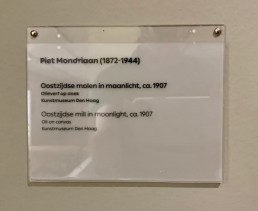 Piet Mondriaan (1872-1944)
Oostzijdse molen in maanlicht, ca. 1907
Olieverf op doek
Kunstmuseum Den Haag
Oostzijdse mill in moonlight, ca. 1907
Oil on canvas
Kunstmuseum Den Haag